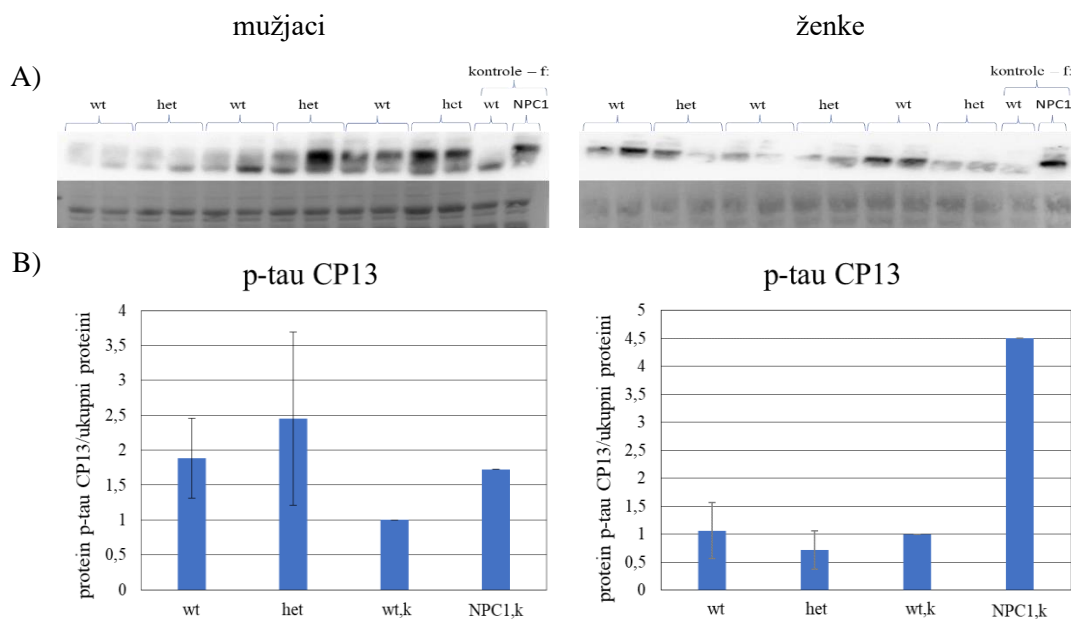 mužjaci
ženke
A)
kontrole – f:
wt het wt het wt het wt NPC1
kontrole – f:
wt het wt het wt het wt NPC1
B)
p-tau CP13
protein p-tau CP13/ukupni proteini
4
3,5
3
2,5
2
1,5
1
0,5
0
wt het wt,k NPC1,k
p-tau CP13
protein p-tau CP13/ukupni proteini
5
4,5
4
3,5
3
2,5
2
1,5
1
0,5
0
wt het wt,k NPC1,k